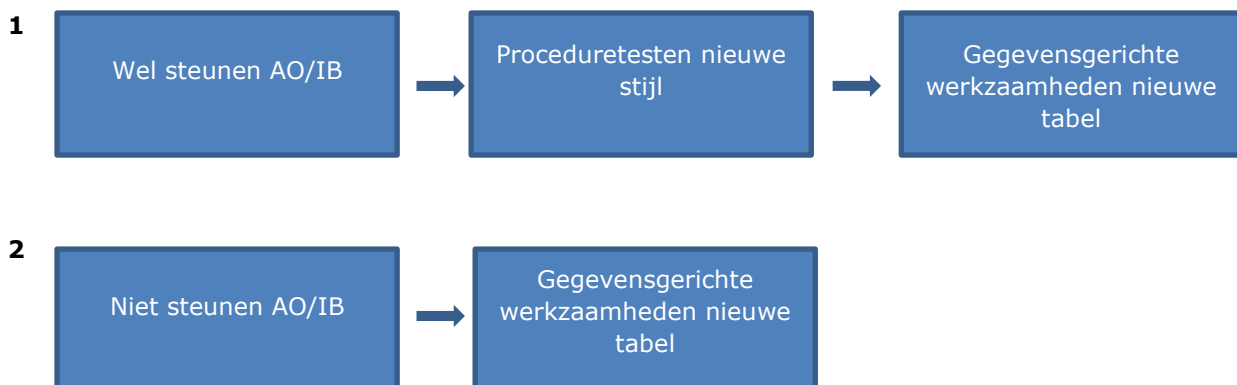 1
Wel steunen AO/IB
Proceduretesten nieuwe
stijl
Gegevensgerichte
werkzaamheden nieuwe
tabel
2
Niet steunen AO/IB
Gegevensgerichte
werkzaamheden nieuwe
tabel